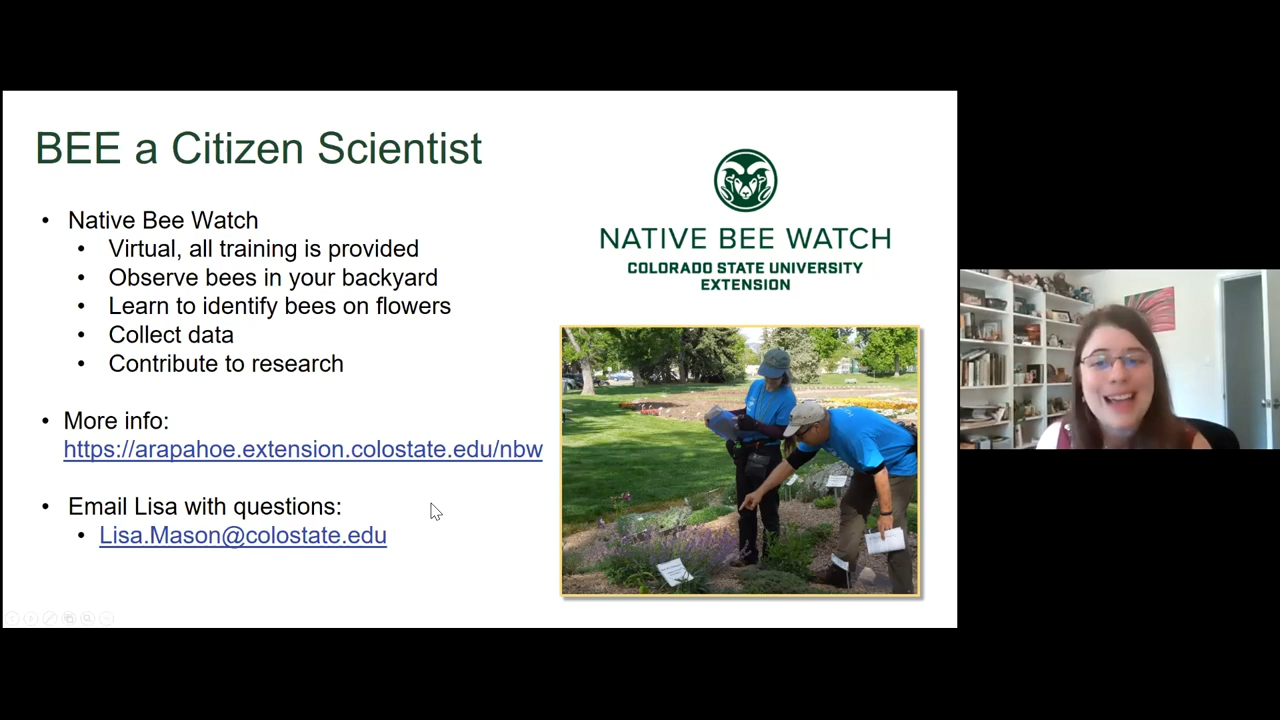 BEE a Citizen Scientist
• Native Bee Watch
• Virtual, all training is provided
• Observe bees in your backyard
• Learn to identify bees on flowers
• Collect data
• Contribute to research
• More info:
https://arapahoe.extension.colostate.edu/nbw
• Email Lisa with questions:
• Lisa.Mason@colostate.edu
NATIVE BEE WATCH
COLORADO STATE UNIVERSITY
EXTENSION